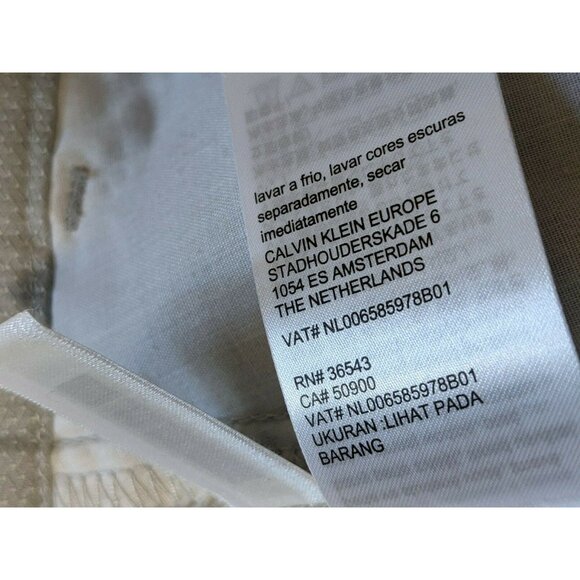 lavar a frio, lavar cores escuras
separadamente, secar
imediatamente
CALVIN KLEIN EUROPE
STADHOUDERSKADE 6
1054 ES AMSTERDAM
THE NETHERLANDS
VAT# NL006585978B01
RN# 36543
CA# 50900
VAT# NL006585978B01
UKURAN :LIHAT PADA
BARANG